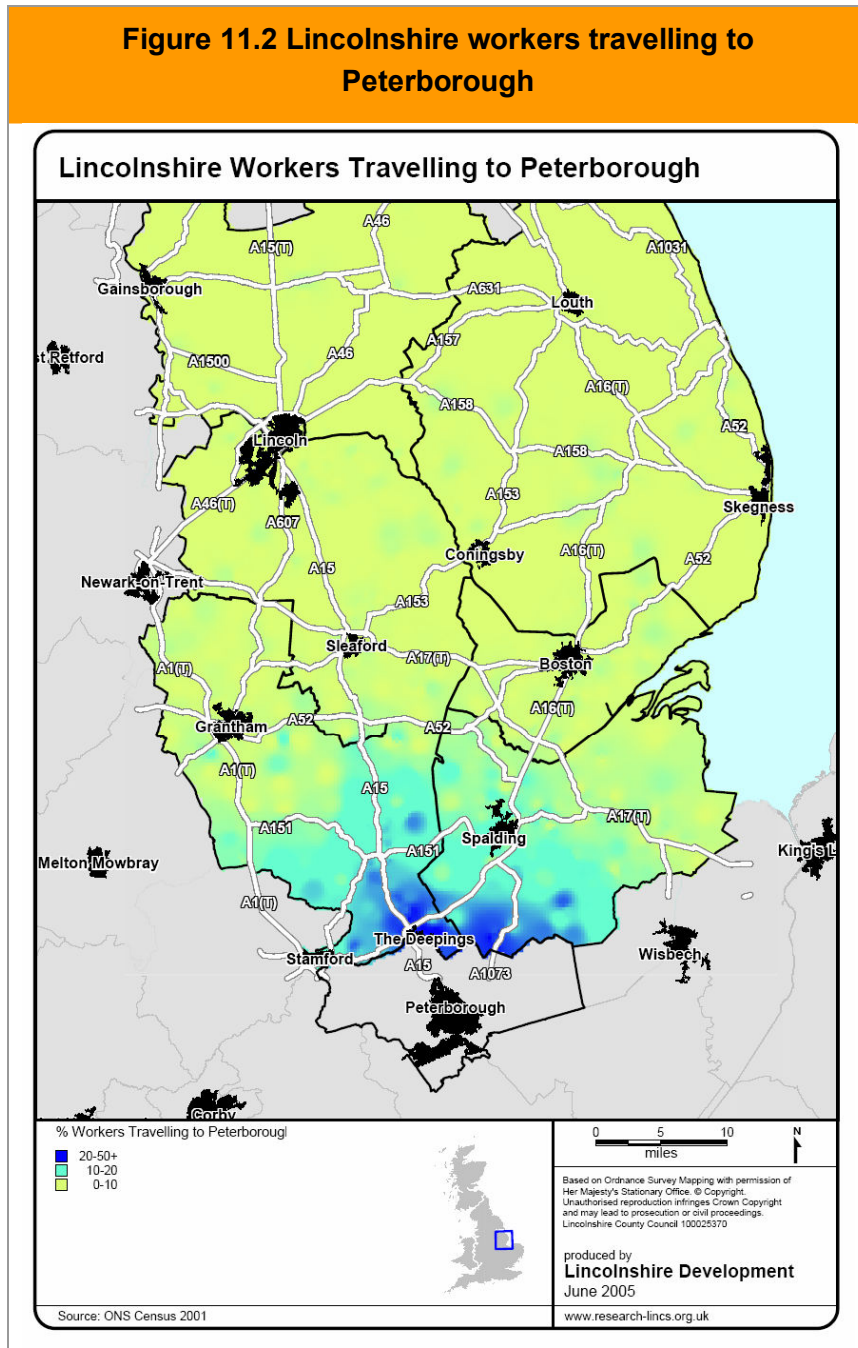 Figure 11.2 Lincolnshire workers travelling to
Peterborough
Lincolnshire Workers Travelling to Peterborough
A46
A15(T)
A1031
Gainsborough
A631
Louth
A157
A46
st Retford
A1500
A16(T)
A158
A52
Lincoln
A158
A153
A46(T)
Skegness
A607
A16(T)
Coningsby
A52
A15
Newark-on-Trent
A153
Sleaford
A17(T)
Boston
A1(T)
A16(T)
A52
A52
Grantham
A1(T)
A15
A17(T)
A151
Spalding
A151
King's L
Melton Mowbray
A1(T)
The Deepings
Wisbech
Stamford
A15
A1073
Peterborough
Corby
% Workers Travelling to Peterboroug
20-50+
10-20
0-10
0 5 10
miles
N
Based on Ordnance Survey Mapping with permission of
Her Majesty's Stationary Office. © Copyright.
Unauthorised reproduction infringes Crown Copyright
and may lead to prosecution or civil proceedings.
Lincolnshire County Council 100025370
produced by
Lincolnshire Development
June 2005
Source: ONS Census 2001
www.research-lincs.org.uk